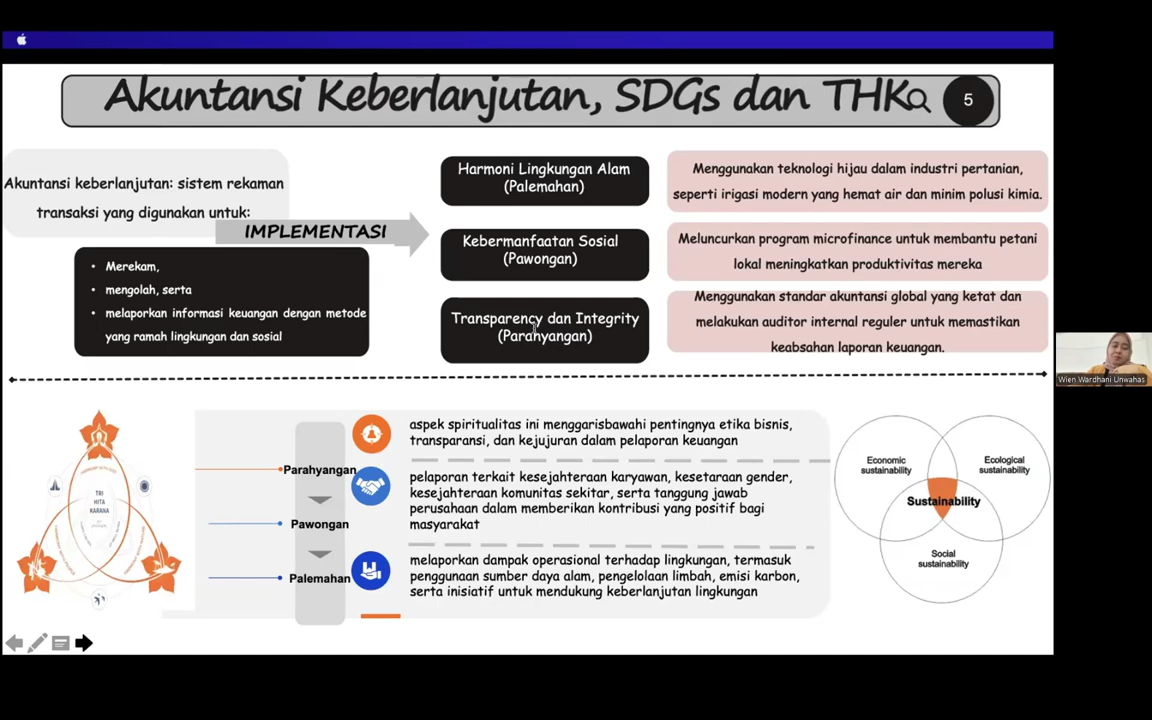 Akuntansi Keberlanjutan, SDGs dan THK
5
Akuntansi keberlanjutan: sistem rekaman
transaksi yang digunakan untuk:
IMPLEMENTASI
• Merekam,
• mengolah, serta
• melaporkan informasi keuangan dengan metode
yang ramah lingkungan dan sosial
Harmoni Lingkungan Alam
(Palemahan)
Menggunakan teknologi hijau dalam industri pertanian,
seperti irigasi modern yang hemat air dan minim polusi kimia.
Kebermanfaatan Sosial
(Pawongan)
Meluncurkan program microfinance untuk membantu petani
lokal meningkatkan produktivitas mereka
Transparency dan Integrity
(Parahyangan)
Menggunakan standar akuntansi global yang ketat dan
melakukan auditor internal reguler untuk memastikan
keabsahan laporan keuangan.
Wien Wardhani Unwahas
TRI
HITA
KARANA
Parahyangan
aspek spiritualitas ini menggarisbawahi pentingnya etika bisnis,
transparansi, dan kejujuran dalam pelaporan keuangan
Pawongan
pelaporan terkait kesejahteraan karyawan, kesetaraan gender,
kesejahteraan komunitas sekitar, serta tanggung jawab
perusahaan dalam memberikan kontribusi yang positif bagi
masyarakat
Palemahan
melaporkan dampak operasional terhadap lingkungan, termasuk
penggunaan sumber daya alam, pengelolaan limbah, emisi karbon,
serta inisiatif untuk mendukung keberlanjutan lingkungan
Economic
sustainability
Ecological
sustainability
Sustainability
Social
sustainability